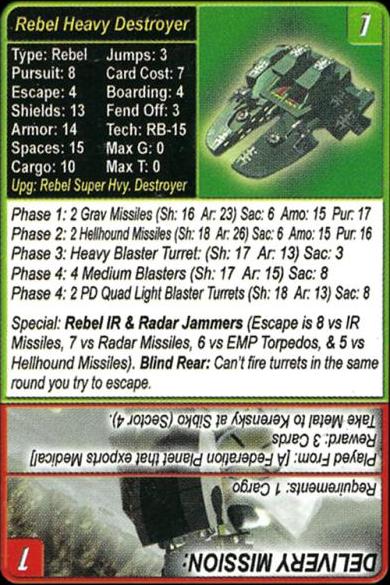 Rebel Heavy Destroyer
1
Type: Rebel Jumps: 3
Pursuit: 8 Card Cost: 7
Escape: 4 Boarding: 4
Shields: 13 Fend Off: 3
Armor: 14 Tech: RB-15
Spaces: 15 Max G: 0
Cargo: 10 Max T: 0
Upg: Rebel Super Hvy. Destroyer
Phase 1: 2 Grav Missiles (Sh: 16 Ar: 23) Sac: 6 Amo: 15 Pur: 17
Phase 2: 2 Hellhound Missiles (Sh: 18 Ar: 26) Sac: 6 Amo: 15 Pur: 16
Phase 3: Heavy Blaster Turret: (Sh: 17 Ar: 13) Sac: 3
Phase 4: 4 Medium Blasters (Sh: 17 Ar: 15) Sac: 8
Phase 4: 2 PD Quad Light Blaster Turrets (Sh: 18 Ar: 13) Sac: 8
Special: Rebel IR & Radar Jammers (Escape is 8 vs IR
Missiles, 7 vs Radar Missiles, 6 vs EMP Torpedos, & 5 vs
Hellhound Missiles). Blind Rear: Can't fire turrets in the same
round you try to escape.
DELIVERY MISSION:
1
Requirements: 1 Cargo
Played From: [A Federation Planet that exports Medical]
Reward: 3 Cards
Take Metal to Kerensky at Sibko (Sector) 4).